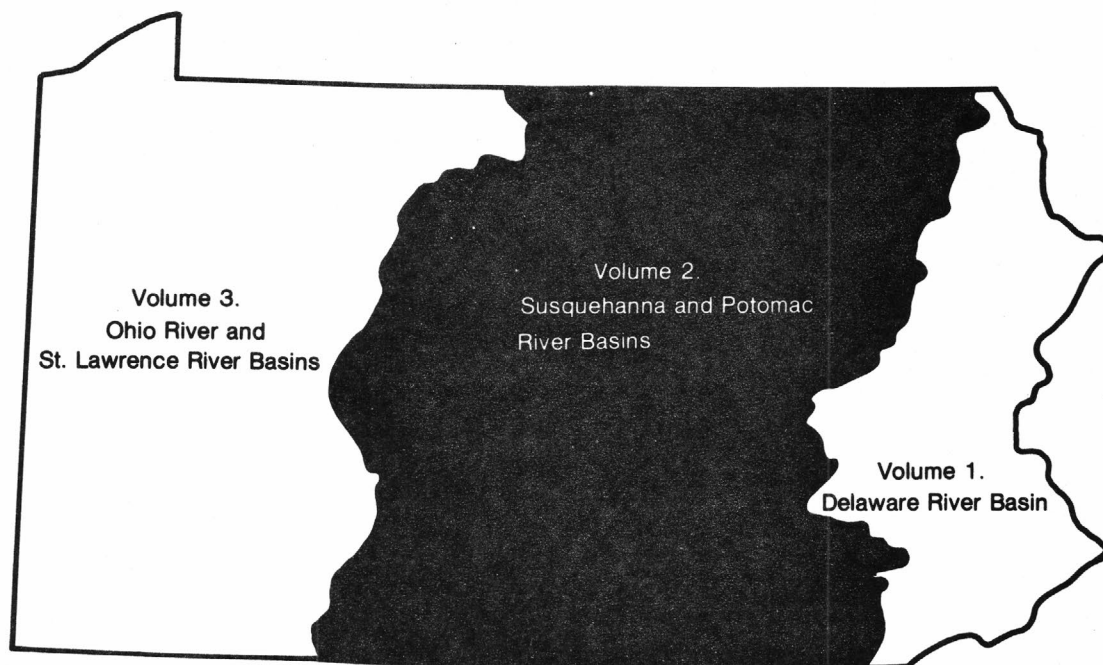 Volume 3.
Ohio River and
St. Lawrence River Basins
Volume 2.
Susquehanna and Potomac
River Basins
Volume 1.
Delaware River Basin